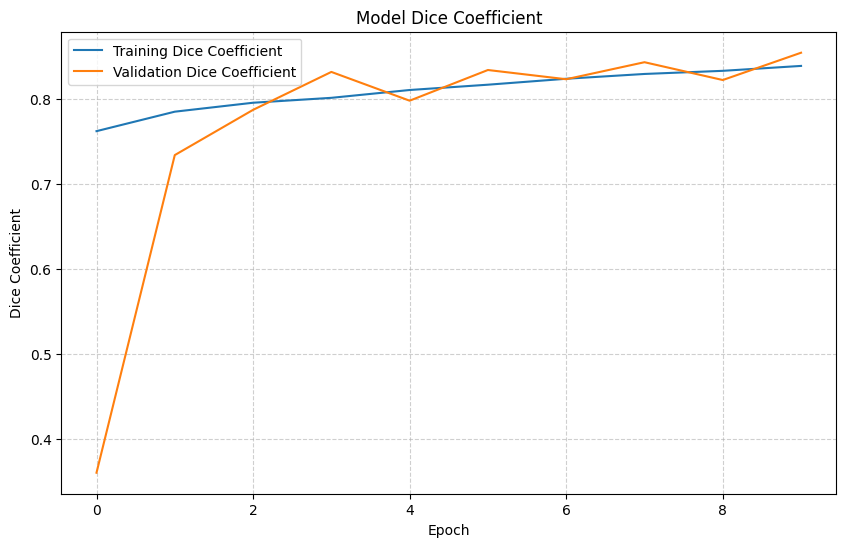 Model Dice Coefficient
Training Dice Coefficient
Validation Dice Coefficient
0.8
0.7
0.6
0.5
0.4
Dice Coefficient
0 2 4 6 8
Epoch